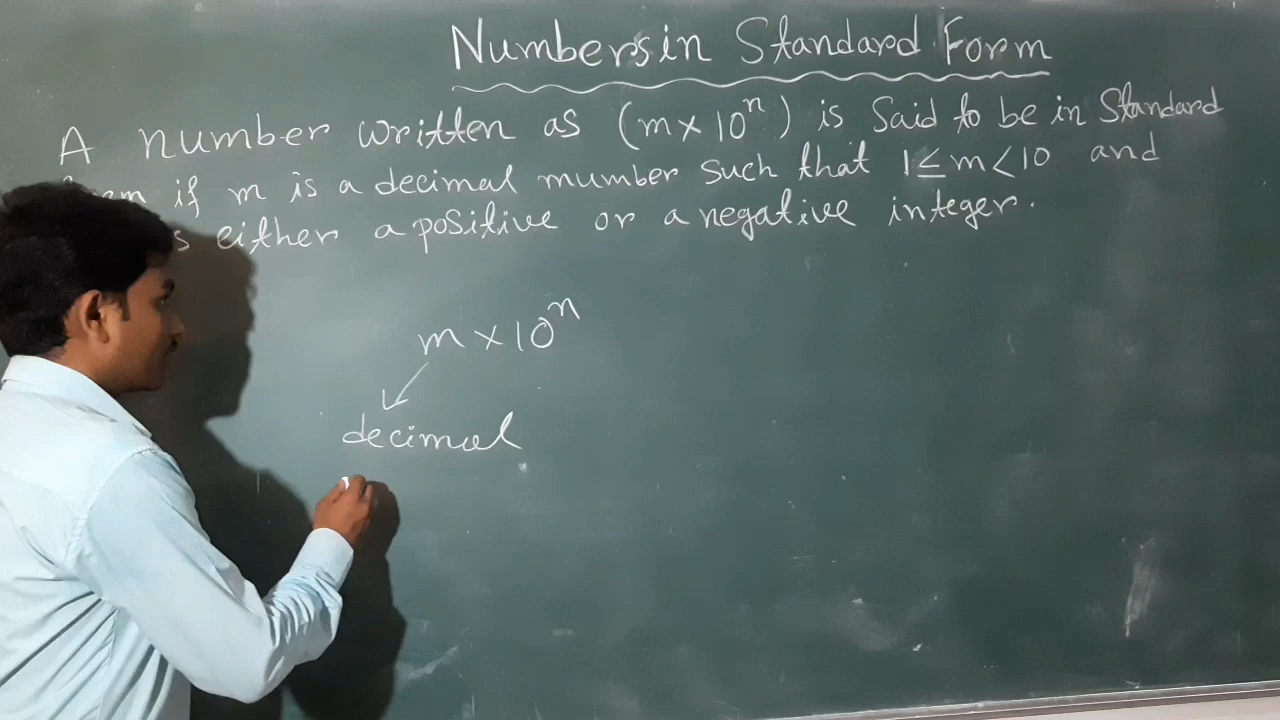 Numbers in Standard Form
A number written as (m × 10ⁿ) is said to be in Standard
if m is a decimal mumber such that 1 ≤ m < 10 and
either a positive or a negative integer.
m × 10ⁿ
decimal